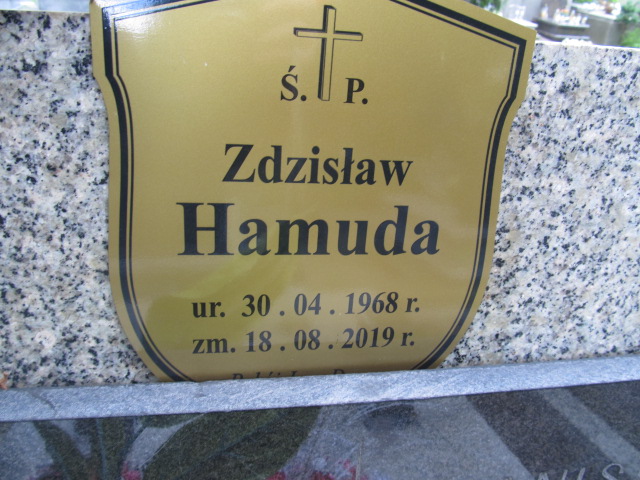 Ś. P.
Zdzisław
Hamuda
ur. 30.04.1968 r.
zm. 18.08.2019 r.